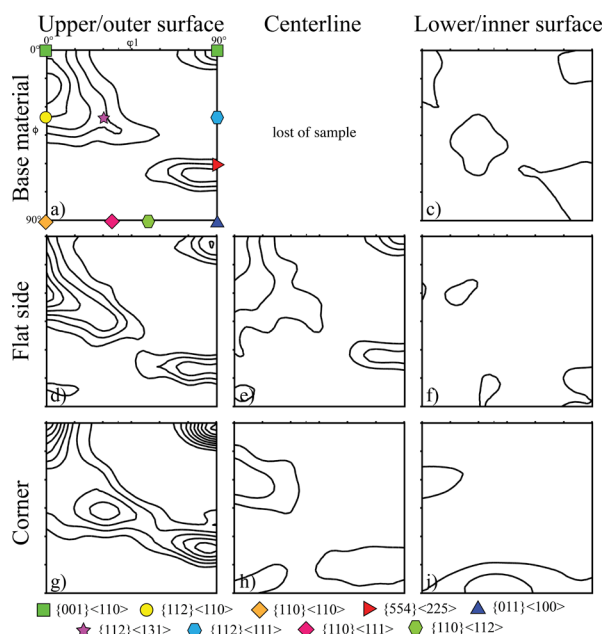 Upper/outer surface Centerline Lower/inner surface
0° φ1 90°
0°
Base material
ϕ
lost of sample
90° a) c)
Flat side
d) e) f)
Corner
g) h) i)
{001}<110> {112}<110> {110}<110> {554}<225> {011}<100>
{112}<131> {112}<111> {110}<111> {110}<112>